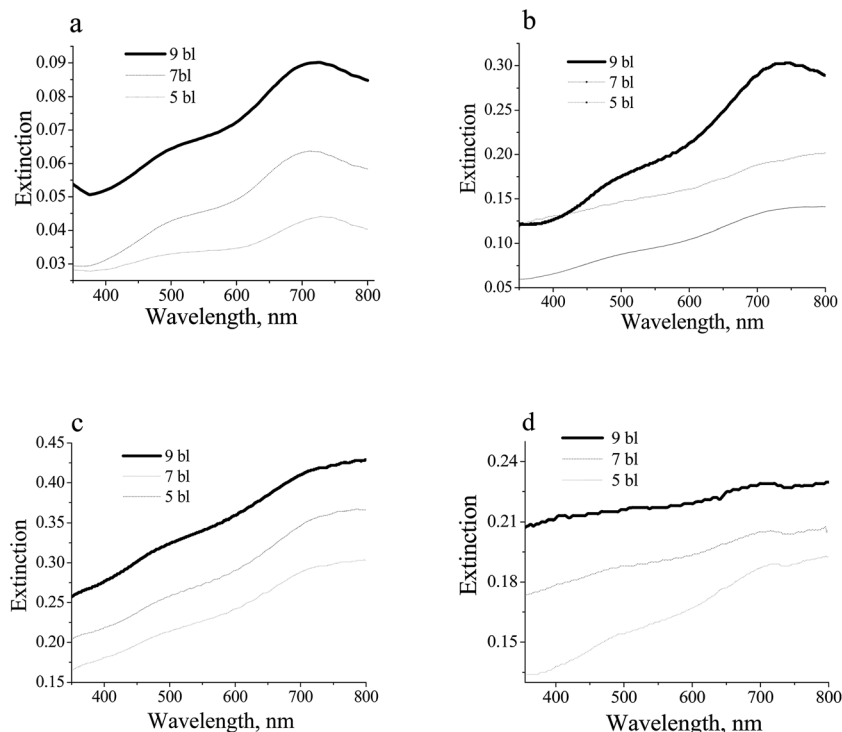 a
9 bl
7bl
5 bl
0.09
0.08
0.07
0.06
0.05
0.04
0.03
Extinction
400 500 600 700 800
Wavelength, nm
b
9 bl
7 bl
5 bl
0.30
0.25
0.20
0.15
0.10
0.05
Extinction
400 500 600 700 800
Wavelength, nm
c
9 bl
7 bl
5 bl
0.45
0.40
0.35
0.30
0.25
0.20
0.15
Extinction
400 500 600 700 800
Wavelength, nm
d
9 bl
7 bl
5 bl
0.24
0.21
0.18
0.15
Extinction
400 500 600 700 800
Wavelength, nm